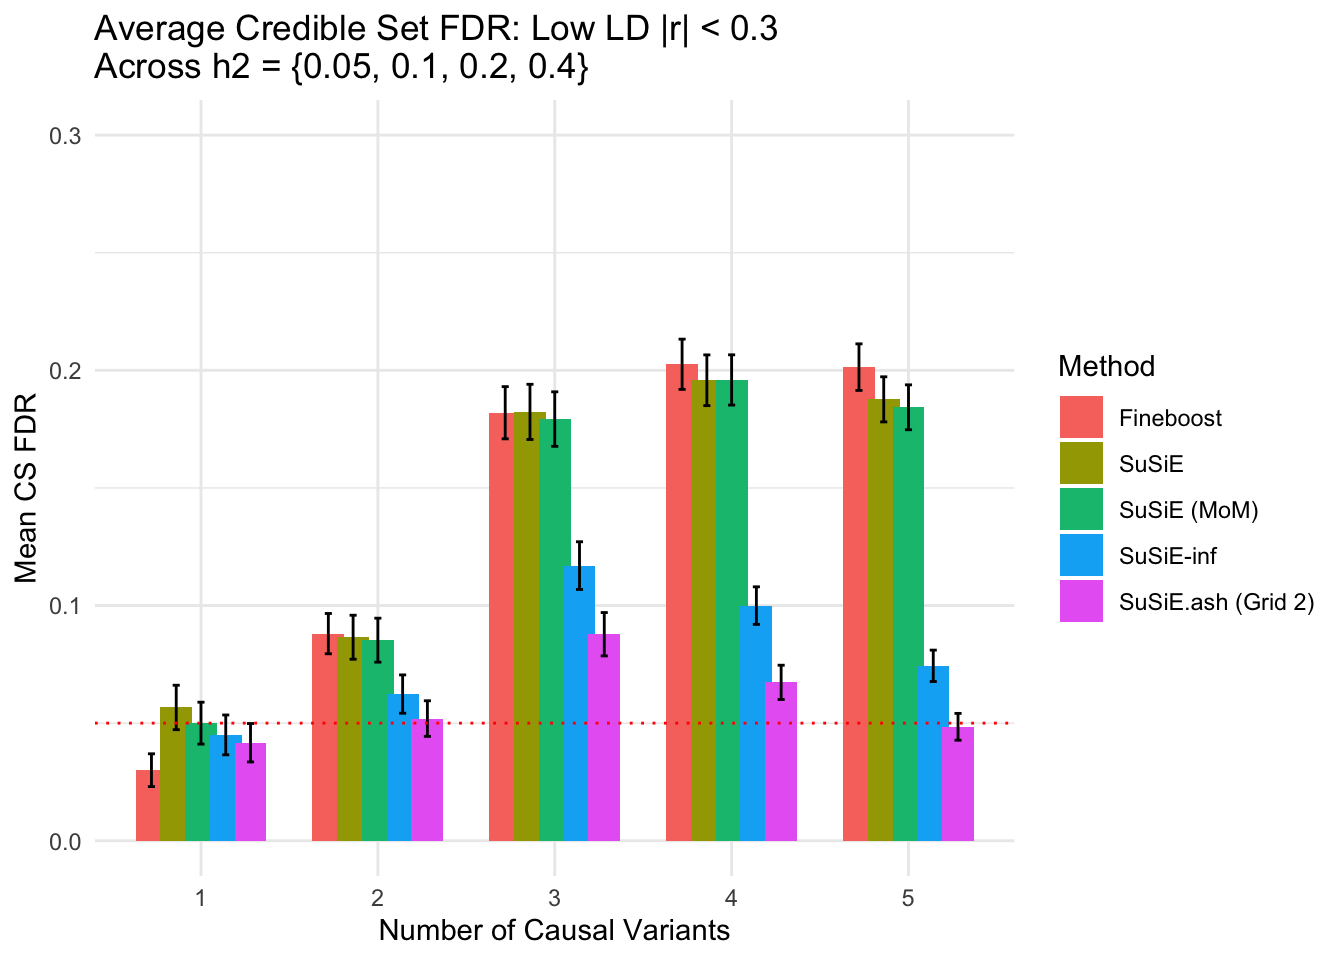 Average Credible Set FDR: Low LD |r| < 0.3
Across h2 = {0.05, 0.1, 0.2, 0.4}
0.3
0.2
0.1
0.0
Mean CS FDR
1 2 3 4 5
Number of Causal Variants
Method
Fineboost
SuSiE
SuSiE (MoM)
SuSiE-inf
SuSiE.ash (Grid 2)